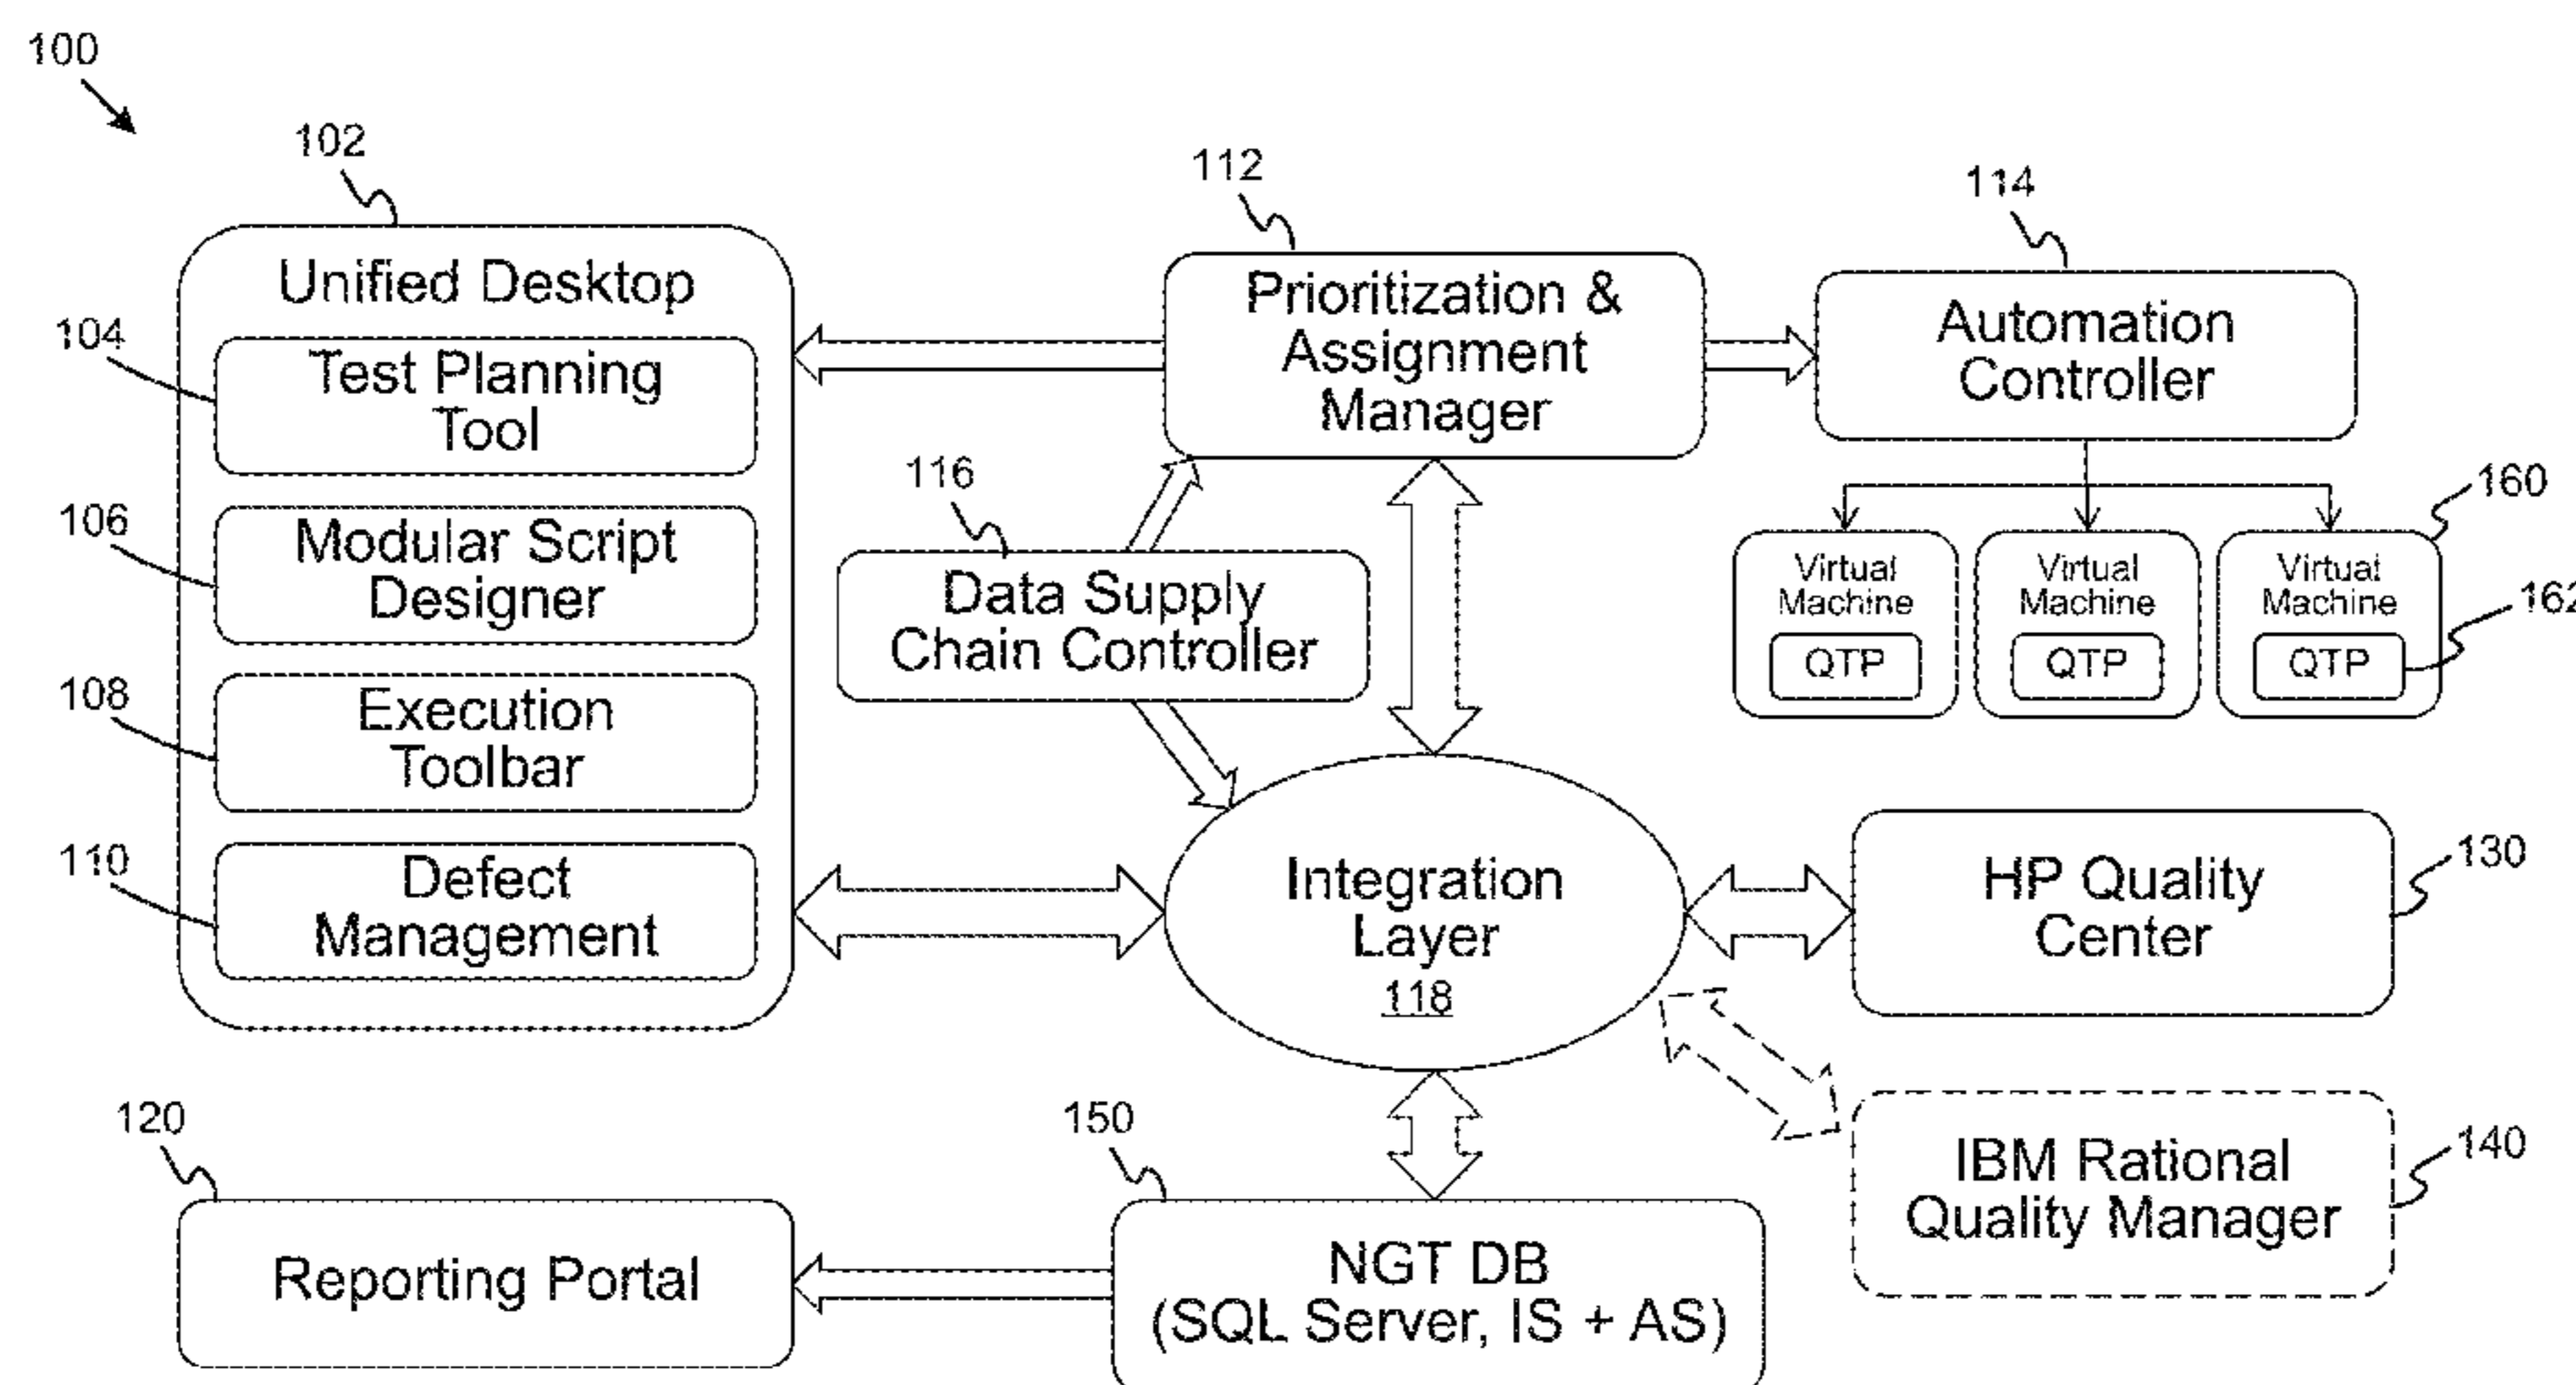 100
102
112
114
Unified Desktop
Prioritization &
Assignment
Manager
Automation
Controller
104
Test Planning
Tool
116
160
106
Modular Script
Designer
Data Supply
Chain Controller
Virtual
Machine
QTP
Virtual
Machine
QTP
Virtual
Machine
QTP
162
108
Execution
Toolbar
110
Defect
Management
Integration
Layer
118
HP Quality
Center
130
120
150
IBM Rational
Quality Manager
140
Reporting Portal
NGT DB
(SQL Server, IS + AS)